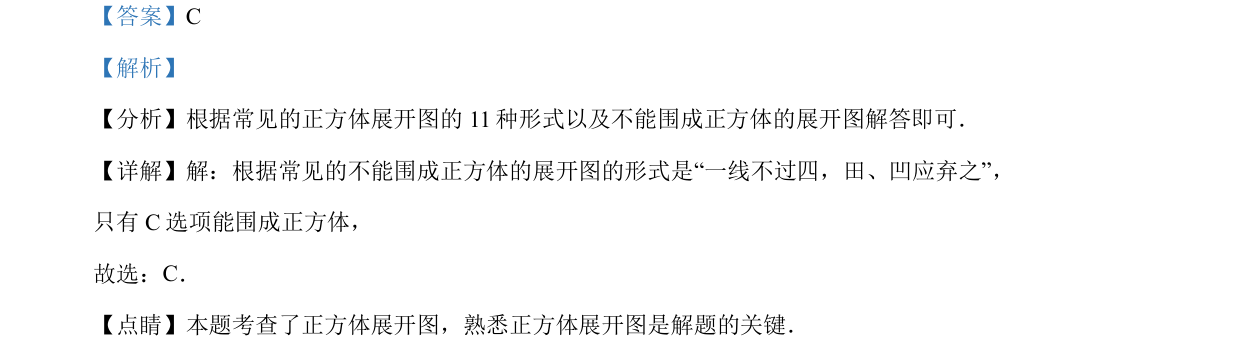 【答案】C
【解析】
【分析】根据常见的正方体展开图的 11 种形式以及不能围成正方体的展开图解答即可．
【详解】解：根据常见的不能围成正方体的展开图的形式是“一线不过四，田、凹应弃之”，
只有 C 选项能围成正方体，
故选：C．
【点睛】本题考查了正方体展开图，熟悉正方体展开图是解题的关键．